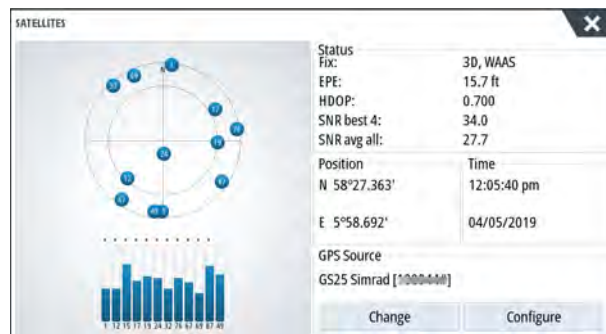 SATELLITES
Status
Fix: 3D, WAAS
EPE: 15.7 ft
HDOP: 0.700
SNR best 4: 34.0
SNR avg all: 27.7
Position Time
N 58°27.363' 12:05:40 pm
E 5°58.692' 04/05/2019
GPS Source
GS25 Simrad
Change Configure
N
24